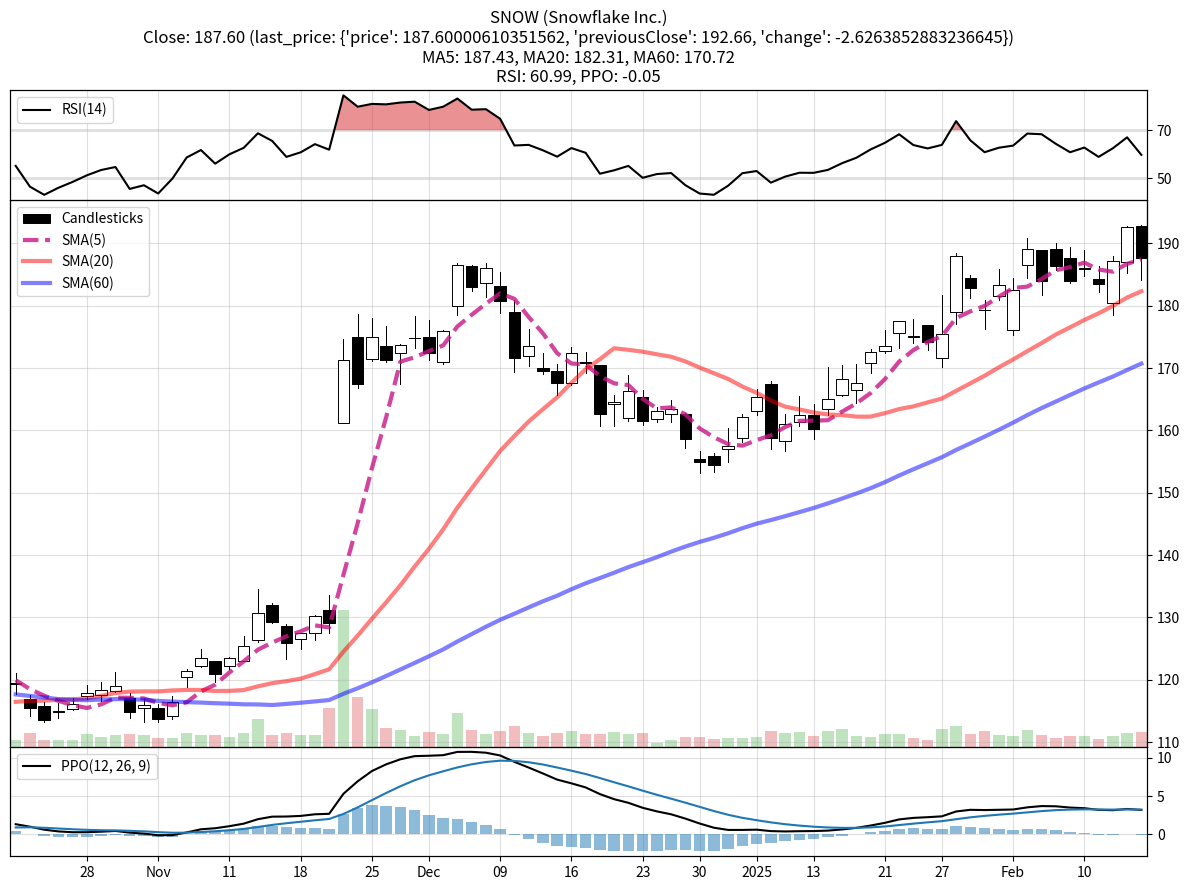 SNOW (Snowflake Inc.)
Close: 187.60 (last_price: {'price': 187.60000610351562, 'previousClose': 192.66, 'change': -2.6263852883236645})
MA5: 187.43, MA20: 182.31, MA60: 170.72
RSI: 60.99, PPO: -0.05
RSI(14)
70
50
Candlesticks
SMA(5)
SMA(20)
SMA(60)
190
180
170
160
150
140
130
120
110
PPO(12, 26, 9)
10
5
0
28 Nov 11 18 25 Dec 09 16 23 30 2025 13 21 27 Feb 10